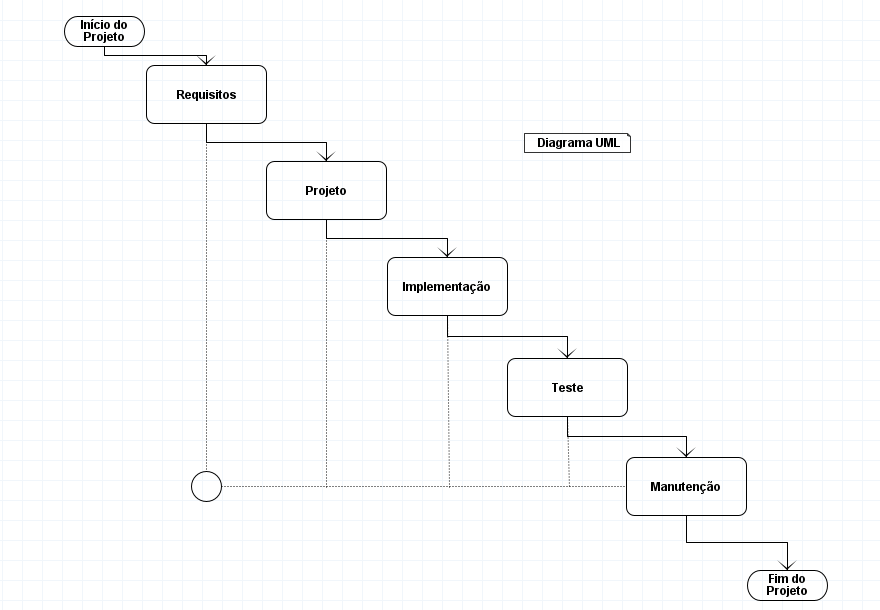 Início do
Projeto
Requisitos
Diagrama UML
Projeto
Implementação
Teste
Manutenção
Fim do
Projeto